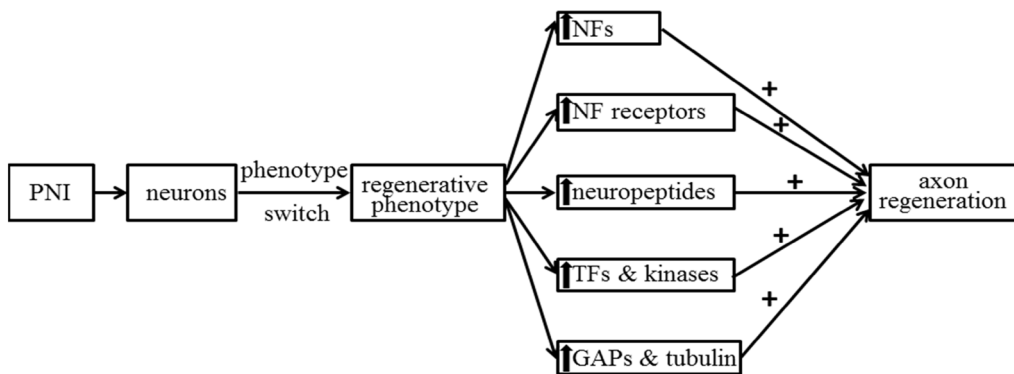 PNI
neurons
phenotype
switch
regenerative
phenotype
⬆NFs
⬆NF receptors
⬆neuropeptides
⬆TFs & kinases
⬆GAPs & tubulin
+
+
+
+
+
axon
regeneration